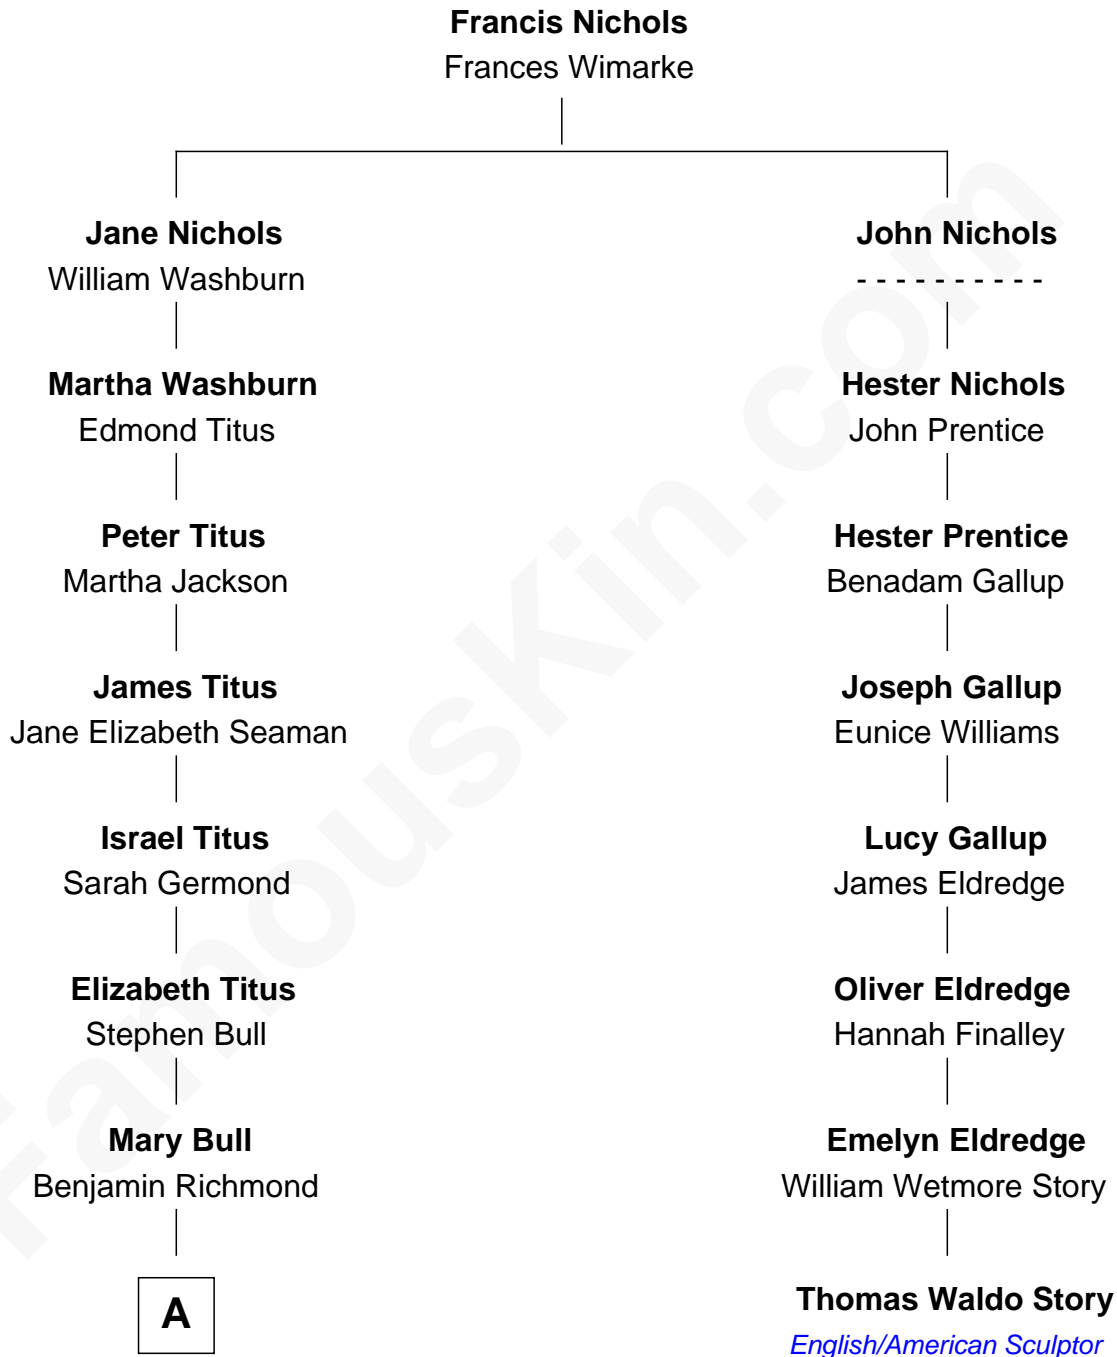 Francis Nichols
Frances Wimarke
Jane Nichols
William Washburn
John Nichols
- - - - - - - - - -
Martha Washburn
Edmond Titus
Hester Nichols
John Prentice
Peter Titus
Martha Jackson
Hester Prentice
Benadam Gallup
James Titus
Jane Elizabeth Seaman
Joseph Gallup
Eunice Williams
Israel Titus
Sarah Germond
Lucy Gallup
James Eldredge
Elizabeth Titus
Stephen Bull
Oliver Eldredge
Hannah Finalley
Mary Bull
Benjamin Richmond
Emelyn Eldredge
William Wetmore Story
A
Thomas Waldo Story
English/American Sculptor
FamousKin.com